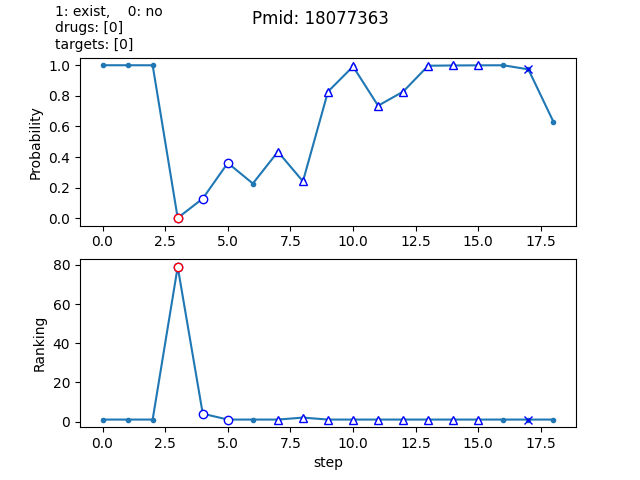 1: exist,    0: no
drugs: [0]
targets: [0]
Pmid: 18077363
Probability
1.0
0.8
0.6
0.4
0.2
0.0
0.0 2.5 5.0 7.5 10.0 12.5 15.0 17.5
Ranking
80
60
40
20
0
0.0 2.5 5.0 7.5 10.0 12.5 15.0 17.5
step